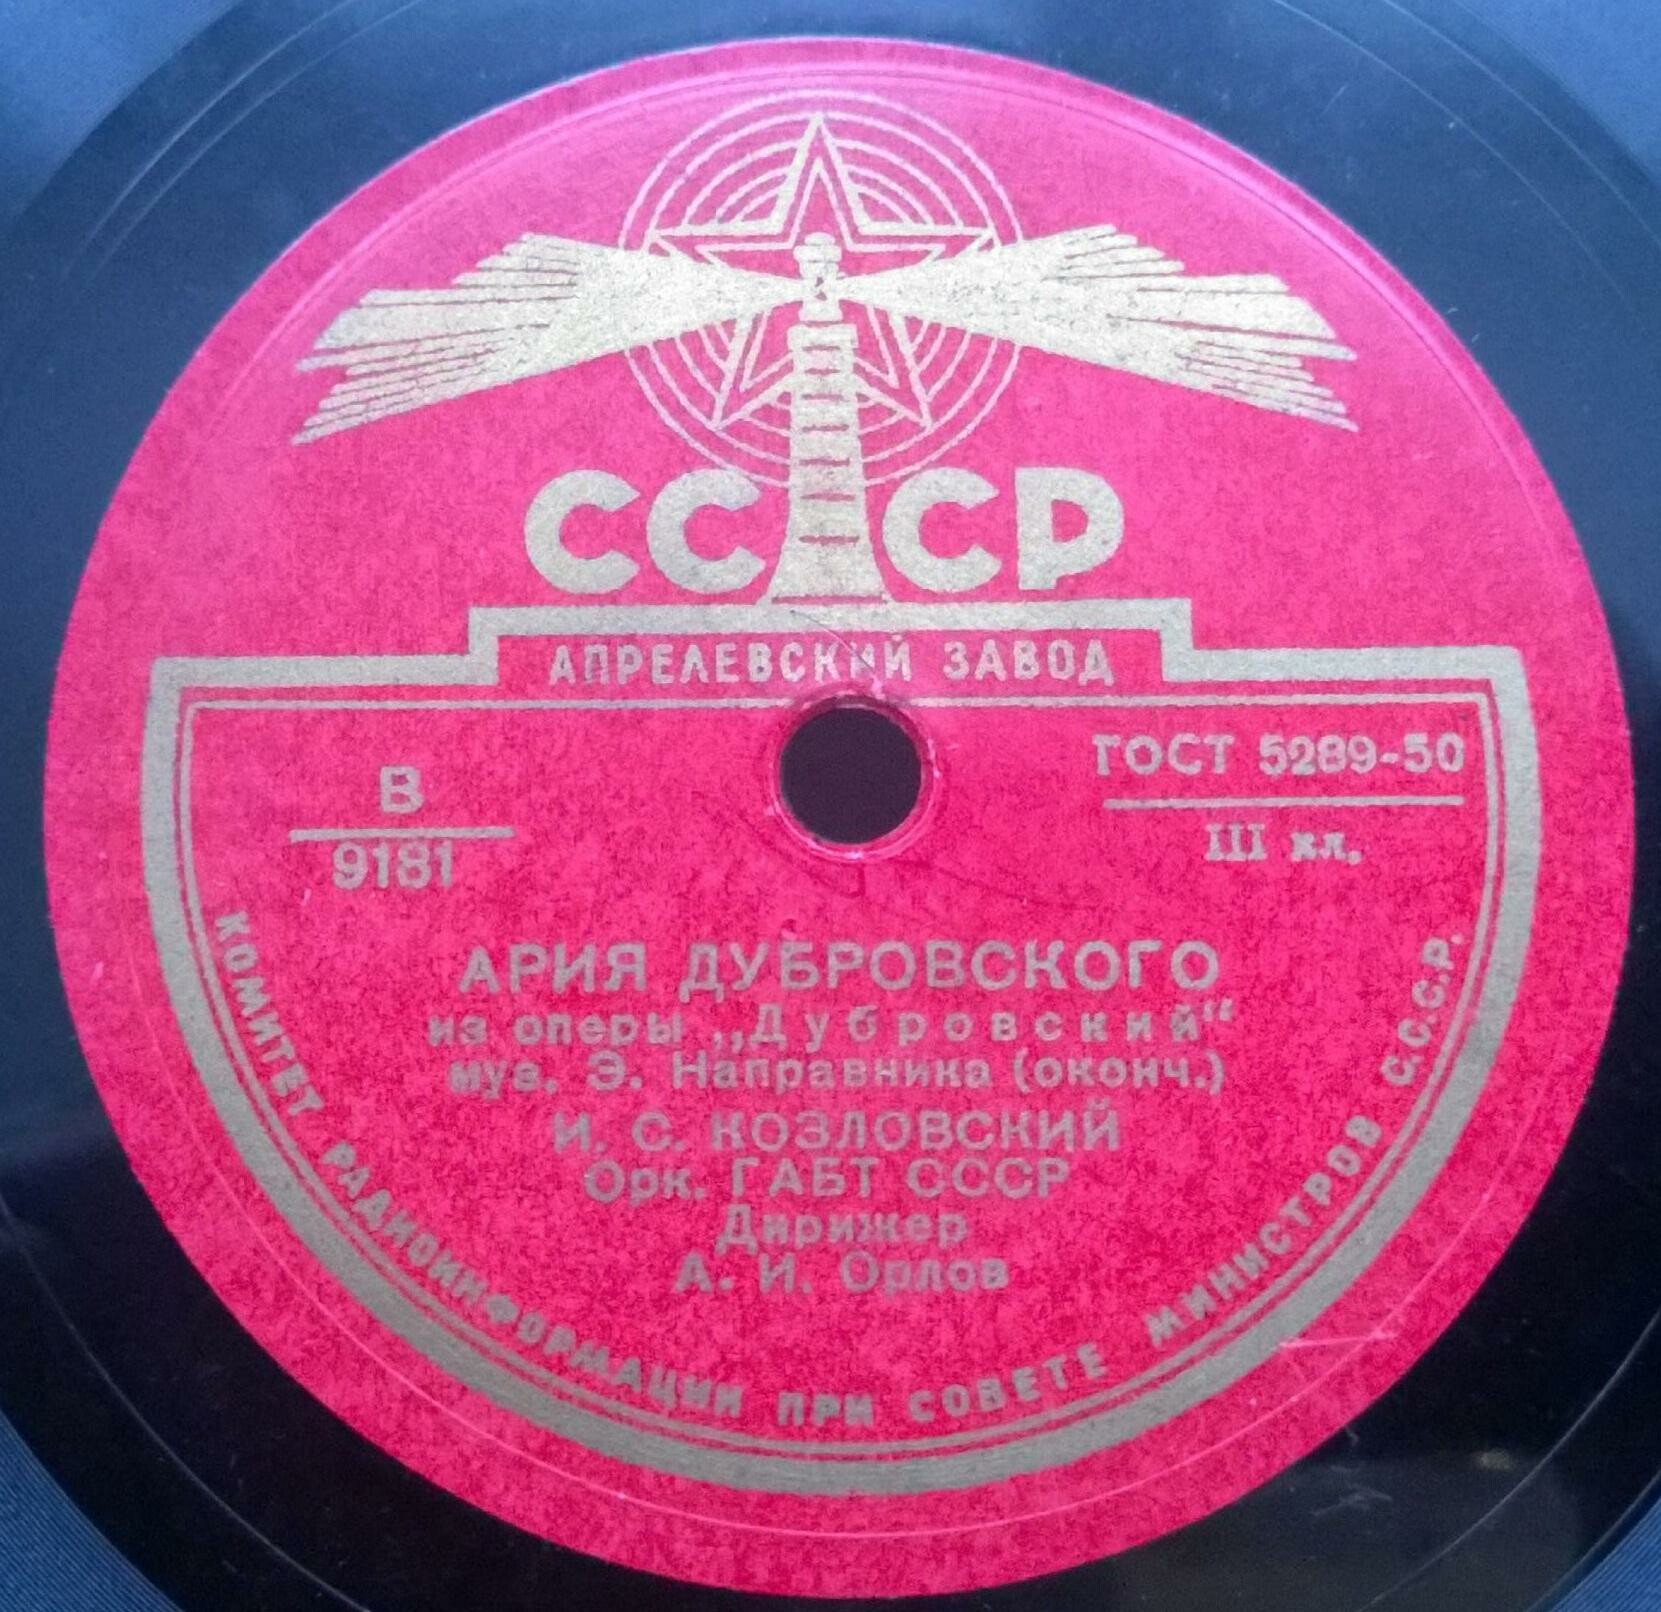 СССР
АПРЕЛЕВСКИЙ ЗАВОД
В
9181
ГОСТ 5289-50
III кл.
АРИЯ ДУБРОВСКОГО
из оперы „Дубровский“
муз. Э. Направника (оконч.)
И. С. КОЗЛОВСКИЙ
Орк. ГАБТ СССР
Дирижер
А. И. Орлов
КОМИТЕТ РАДИОИНФОРМАЦИИ ПРИ СОВЕТЕ МИНИСТРОВ С.С.С.Р.